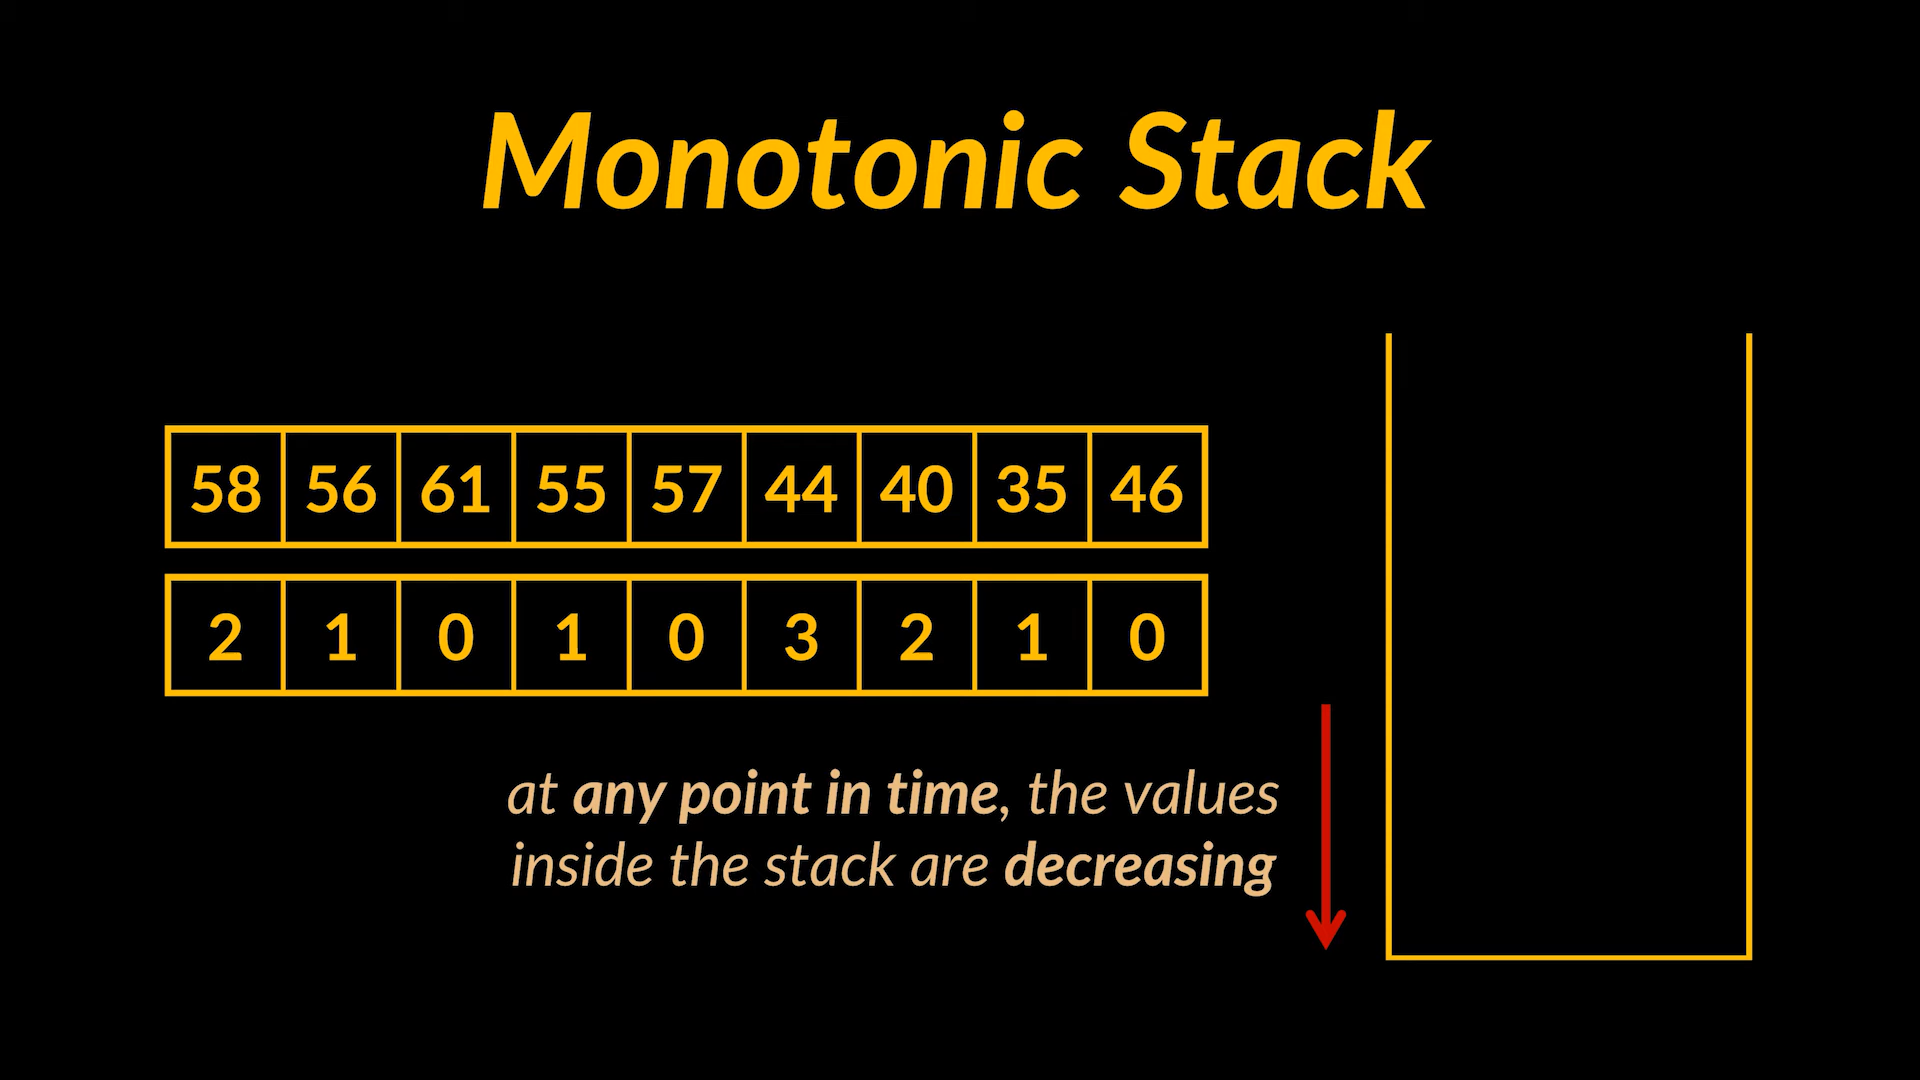 Monotonic Stack
58 56 61 55 57 44 40 35 46
2 1 0 1 0 3 2 1 0
at any point in time, the values
inside the stack are decreasing